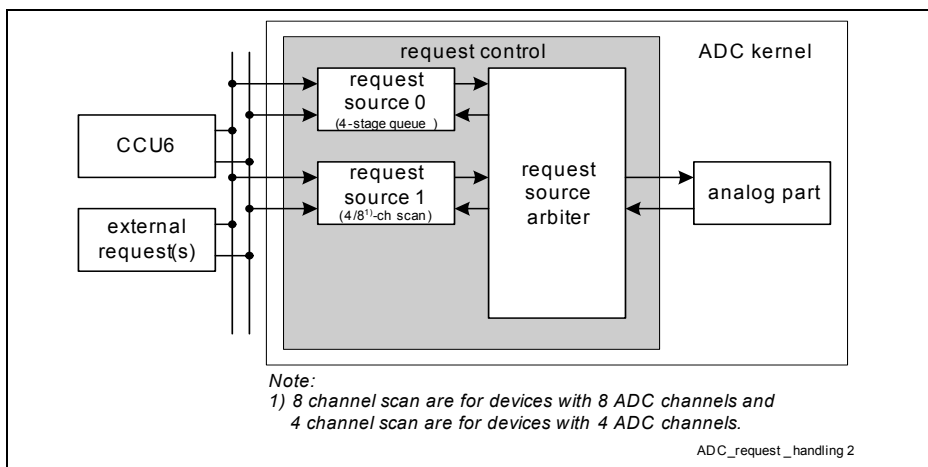 request control
ADC kernel
request
source 0
(4-stage queue )
CCU6
request
source 1
(4/8¹⁾-ch scan)
request
source
arbiter
analog part
external
request(s)
Note:
1) 8 channel scan are for devices with 8 ADC channels and
4 channel scan are for devices with 4 ADC channels.
ADC_request _handling 2